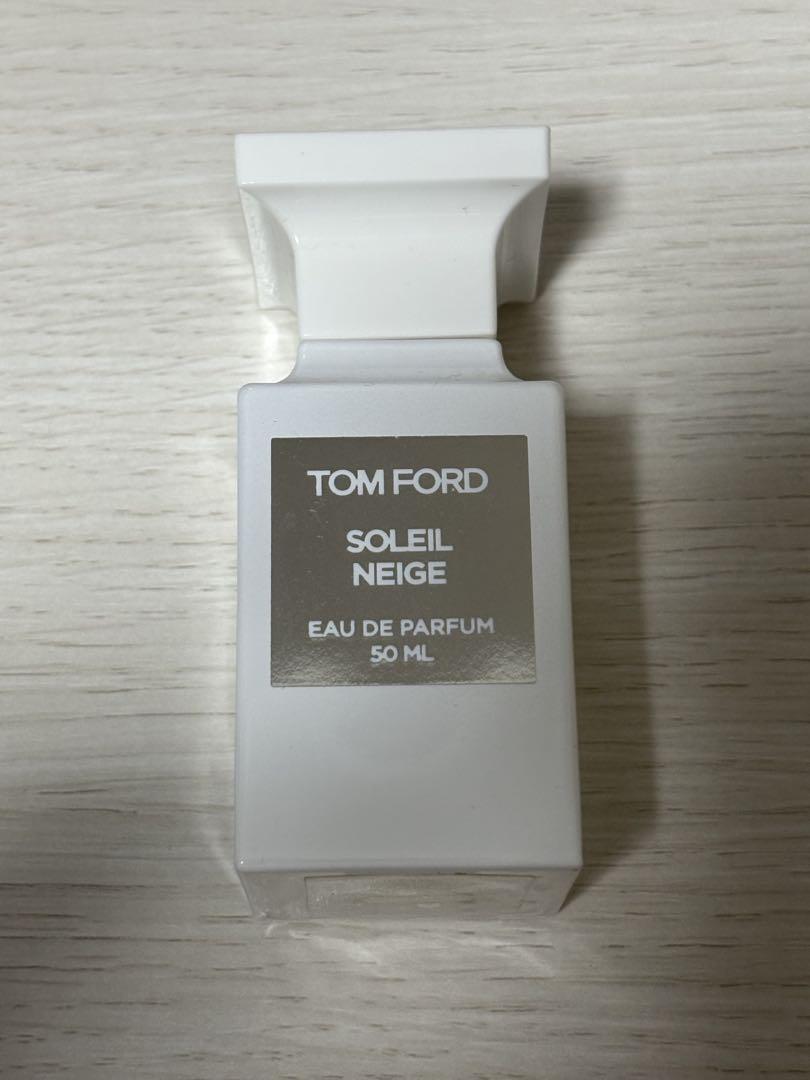 TOM FORD
SOLEIL
NEIGE
EAU DE PARFUM
50 ML